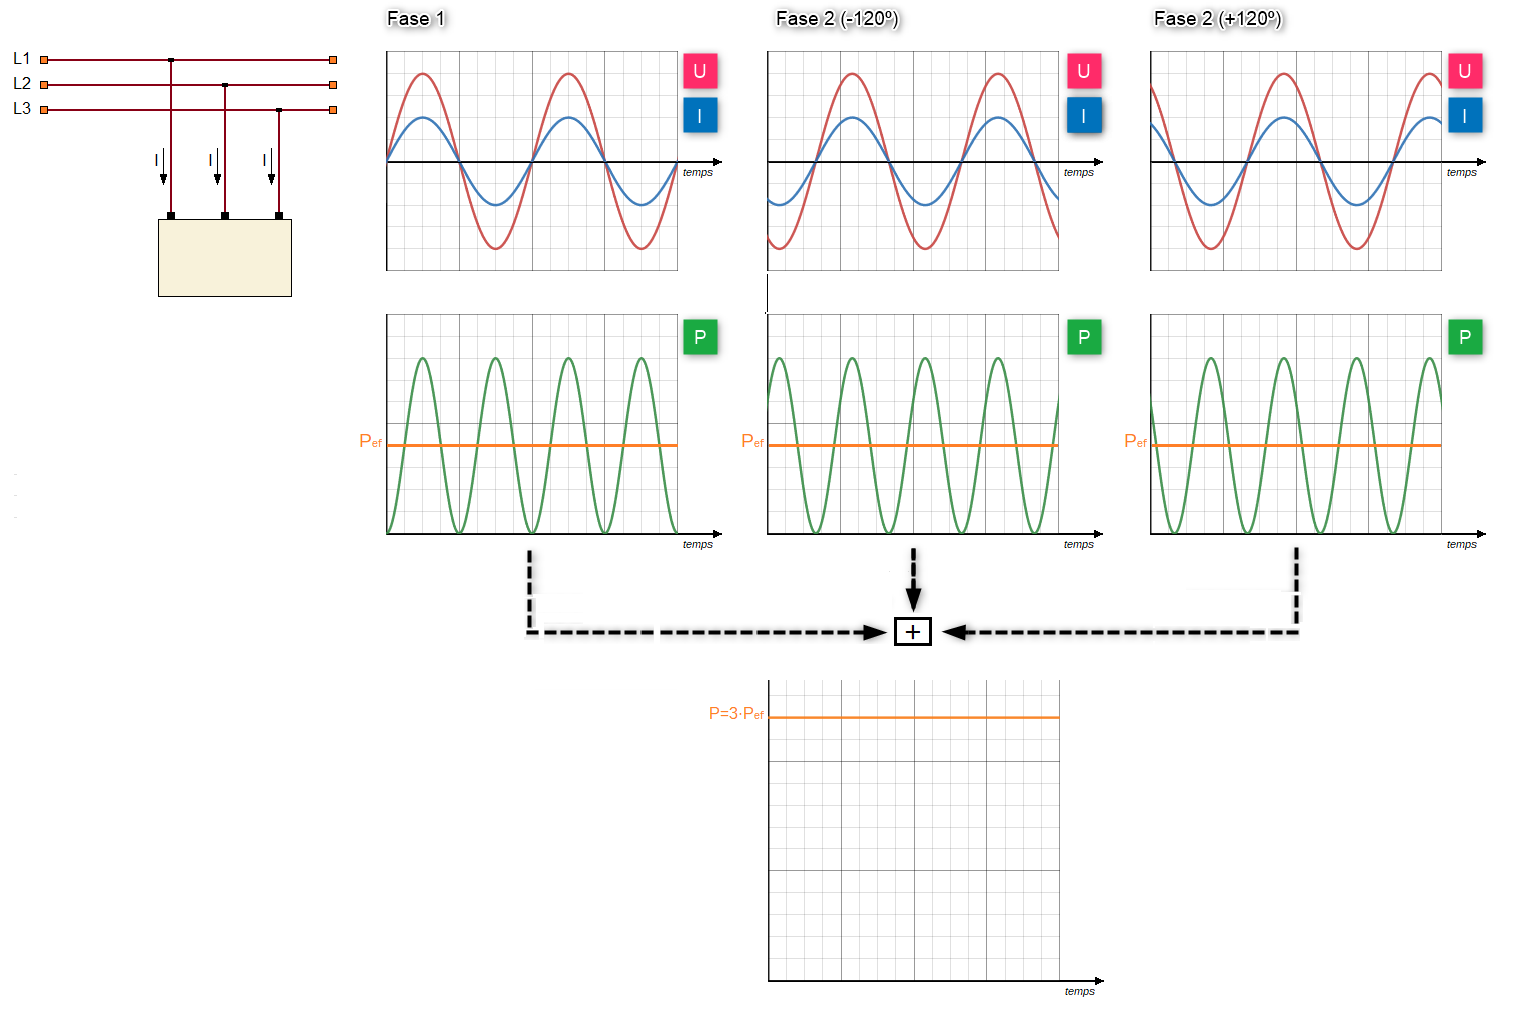 Fase 1
Fase 2 (-120º)
Fase 2 (+120º)
L1
L2
L3
I I I
U
I
temps
U
I
temps
U
I
temps
P
Pef
temps
P
Pef
temps
P
Pef
temps
+
P=3·Pef
temps